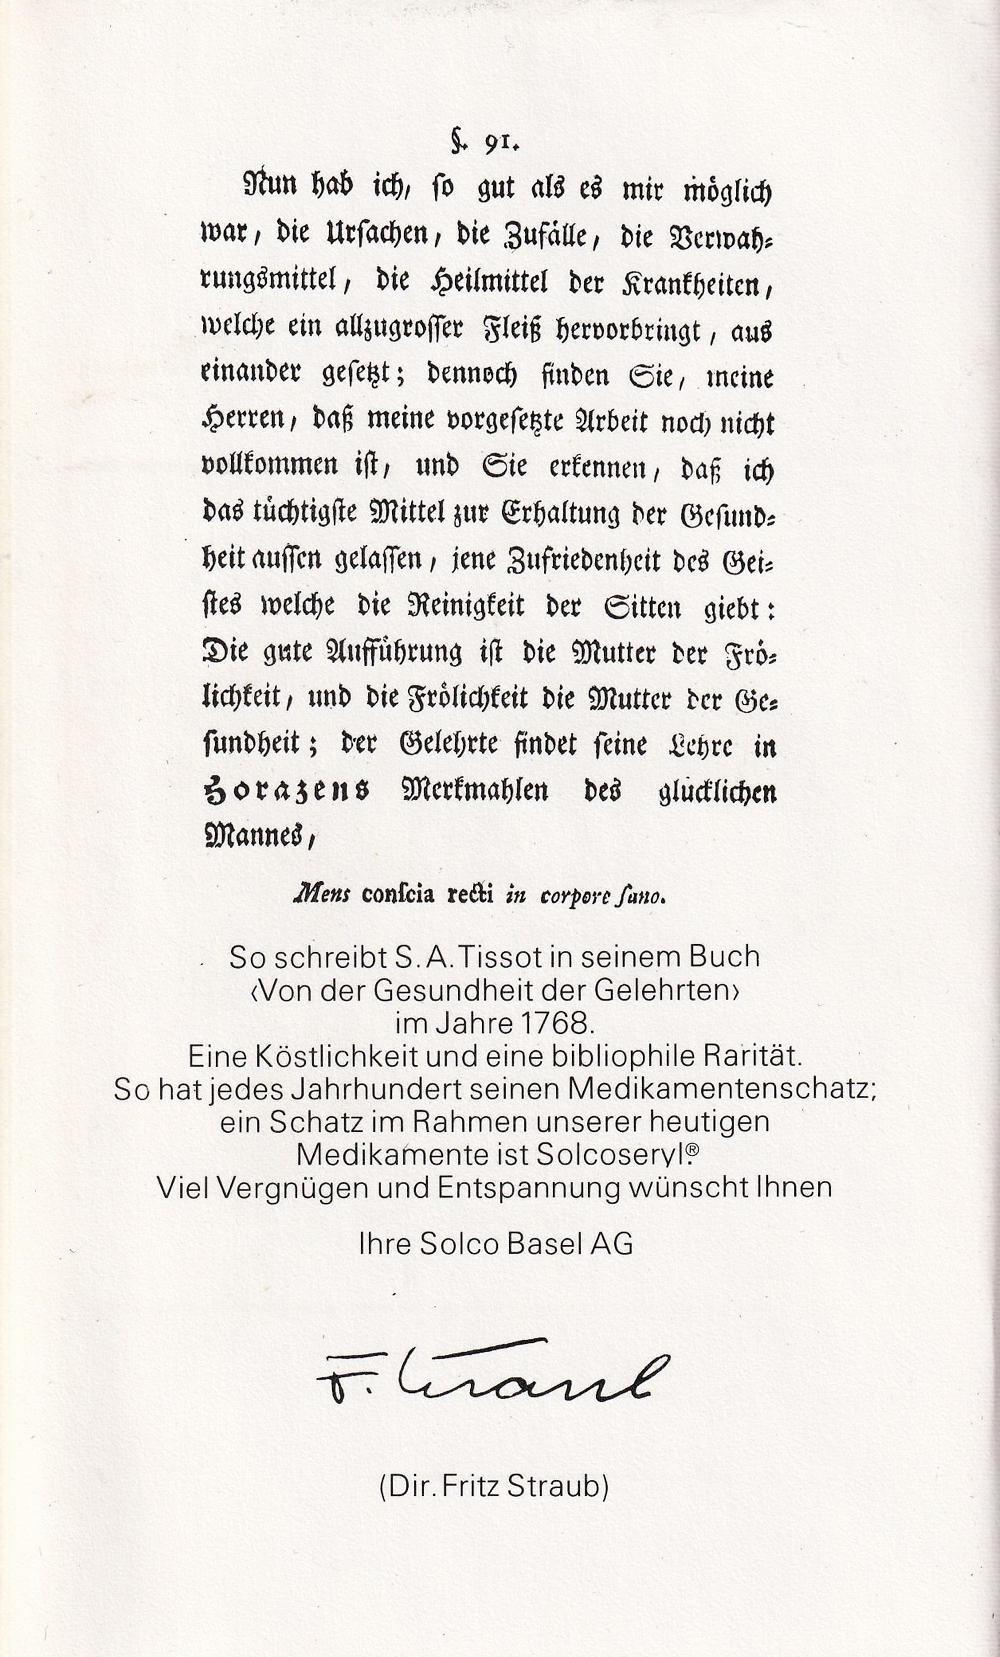 §. 91.
Nun hab ich, so gut als es mir möglich
war, die Ursachen, die Zufälle, die Verwah-
rungsmittel, die Heilmittel der Krankheiten,
welche ein allzugrosser Fleiß hervorbringt, aus
einander gesetzt; dennoch finden Sie, meine
Herren, daß meine vorgesetzte Arbeit noch nicht
vollkommen ist, und Sie erkennen, daß ich
das tüchtigste Mittel zur Erhaltung der Gesund-
heit aussen gelassen, jene Zufriedenheit des Gei-
stes welche die Reinigkeit der Sitten giebt:
Die gute Aufführung ist die Mutter der Frö-
lichkeit, und die Frölichkeit die Mutter der Ge-
sundheit; der Gelehrte findet seine Lehre in
Horazens Merkmahlen des glücklichen
Mannes,
Mens conscia recti in corpore sano.
So schreibt S. A. Tissot in seinem Buch
‹Von der Gesundheit der Gelehrten›
im Jahre 1768.
Eine Köstlichkeit und eine bibliophile Rarität.
So hat jedes Jahrhundert seinen Medikamentenschatz;
ein Schatz im Rahmen unserer heutigen
Medikamente ist Solcoseryl®.
Viel Vergnügen und Entspannung wünscht Ihnen
Ihre Solco Basel AG
F. Straub
(Dir. Fritz Straub)